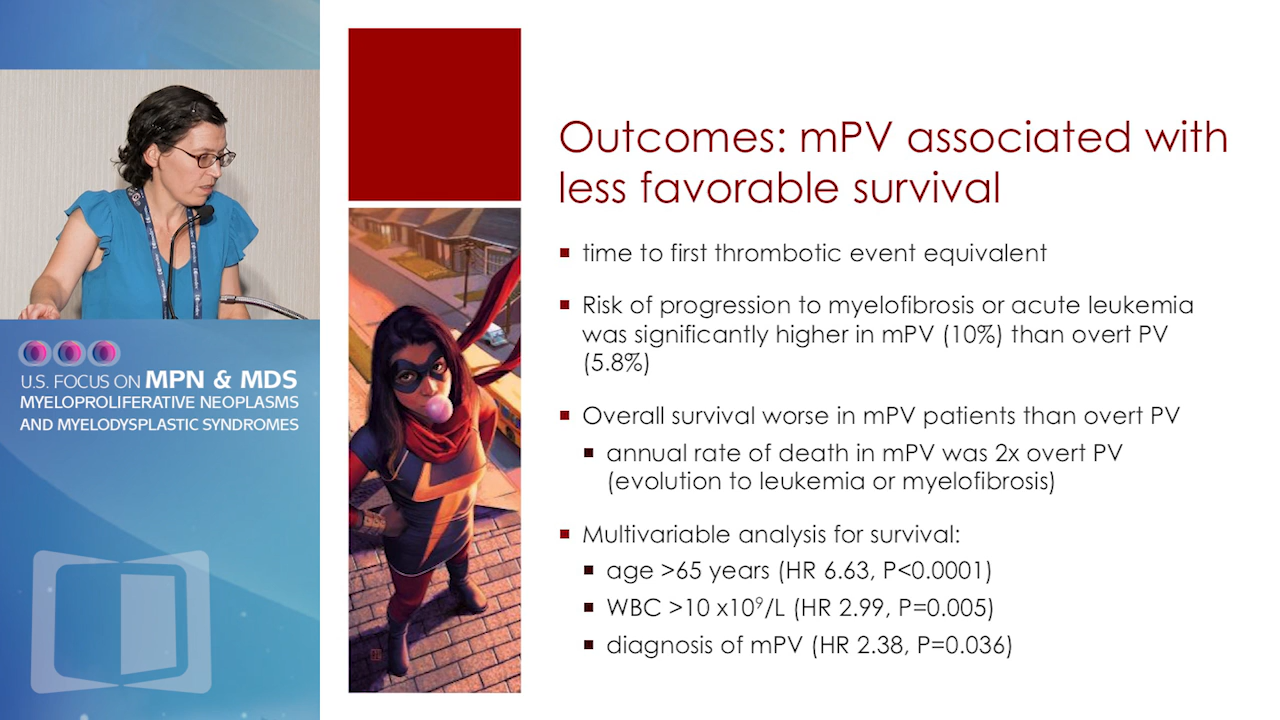 U.S. FOCUS ON MPN & MDS
MYELOPROLIFERATIVE NEOPLASMS
AND MYELODYSPLASTIC SYNDROMES
Outcomes: mPV associated with
less favorable survival
▪ time to first thrombotic event equivalent
▪ Risk of progression to myelofibrosis or acute leukemia
was significantly higher in mPV (10%) than overt PV
(5.8%)
▪ Overall survival worse in mPV patients than overt PV
▪ annual rate of death in mPV was 2x overt PV
(evolution to leukemia or myelofibrosis)
▪ Multivariable analysis for survival:
▪ age >65 years (HR 6.63, P<0.0001)
▪ WBC >10 x10⁹/L (HR 2.99, P=0.005)
▪ diagnosis of mPV (HR 2.38, P=0.036)